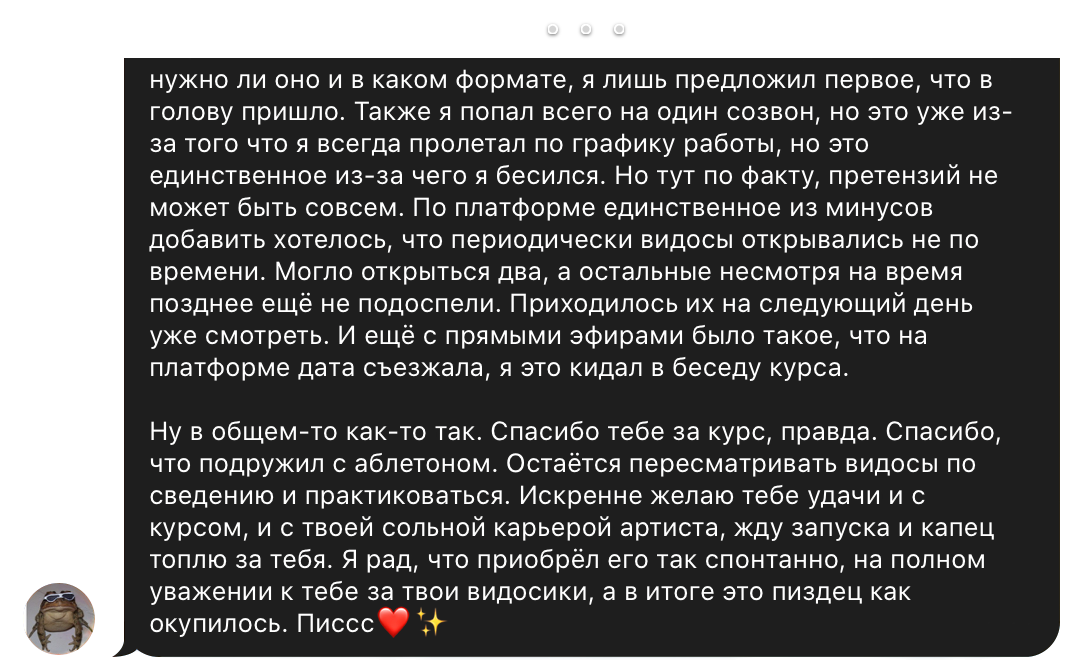 нужно ли оно и в каком формате, я лишь предложил первое, что в
голову пришло. Также я попал всего на один созвон, но это уже из-
за того что я всегда пролетал по графику работы, но это
единственное из-за чего я бесился. Но тут по факту, претензий не
может быть совсем. По платформе единственное из минусов
добавить хотелось, что периодически видосы открывались не по
времени. Могло открыться два, а остальные несмотря на время
позднее ещё не подоспели. Приходилось их на следующий день
уже смотреть. И ещё с прямыми эфирами было такое, что на
платформе дата съезжала, я это кидал в беседу курса.
Ну в общем-то как-то так. Спасибо тебе за курс, правда. Спасибо,
что подружил с аблетоном. Остаётся пересматривать видосы по
сведению и практиковаться. Искренне желаю тебе удачи и с
курсом, и с твоей сольной карьерой артиста, жду запуска и капец
топлю за тебя. Я рад, что приобрёл его так спонтанно, на полном
уважении к тебе за твои видосики, а в итоге это пиздец как
окупилось. Писсс❤️✨